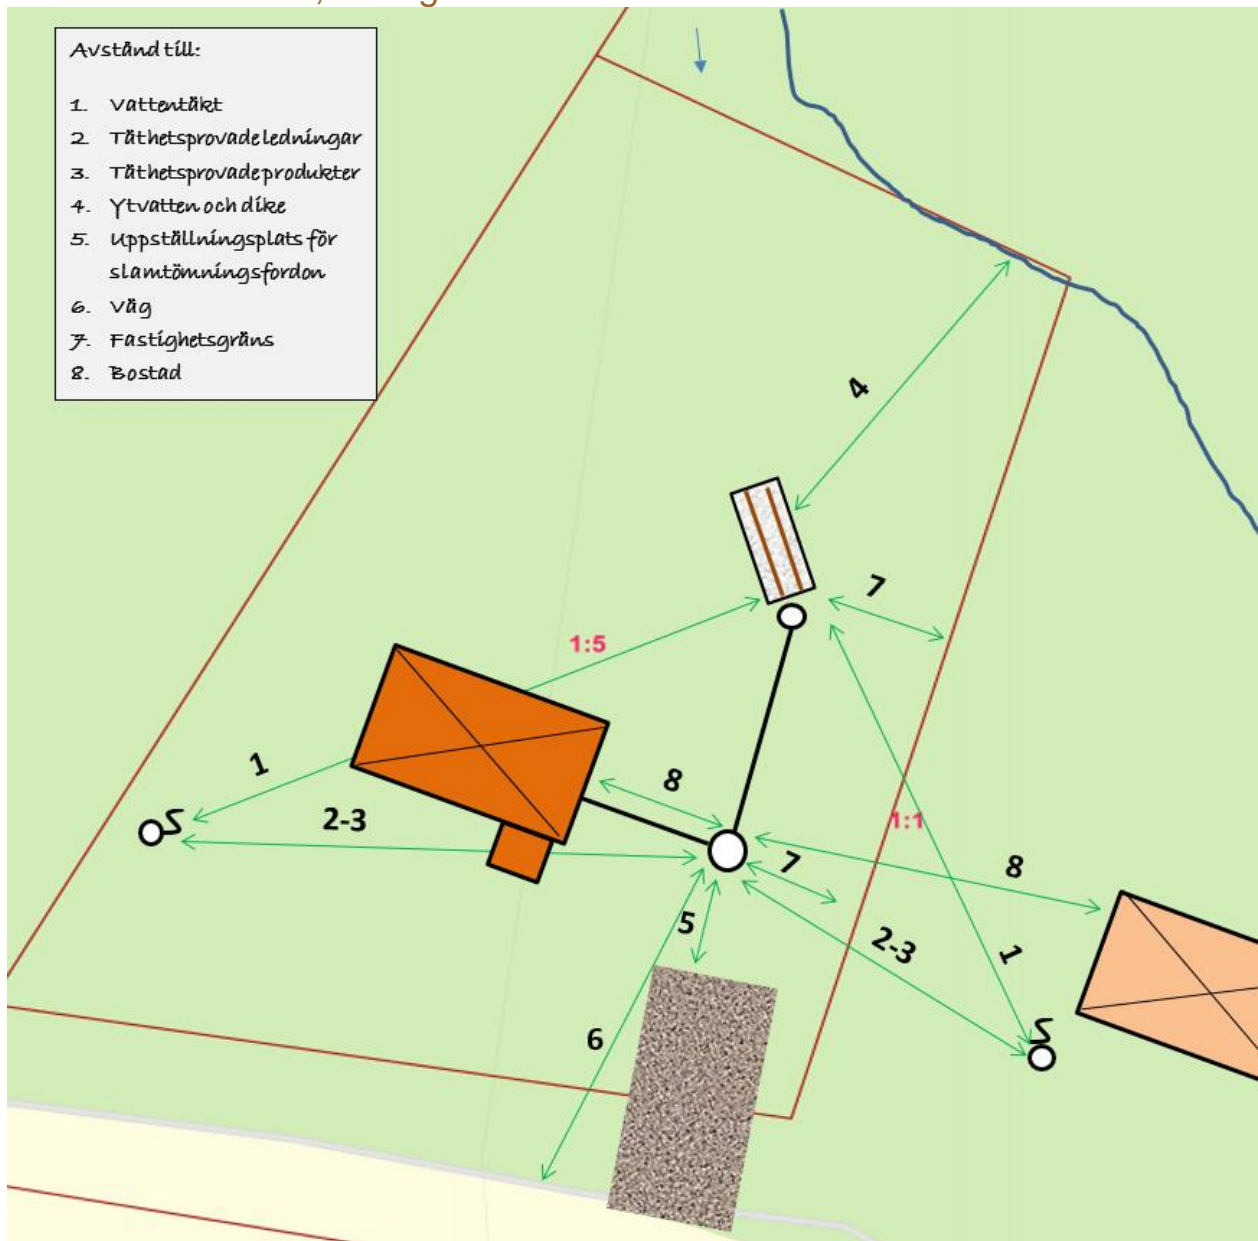 Avstånd till:
1. Vattentäkt
2. Täthetsprovade ledningar
3. Täthetsprovade produkter
4. Ytvatten och dike
5. Uppställningsplats för
slamtömningsfordon
6. Väg
7. Fastighetsgräns
8. Bostad
4
7
1:5
1
8
2-3
1:1
7
8
5
2-3
1
6